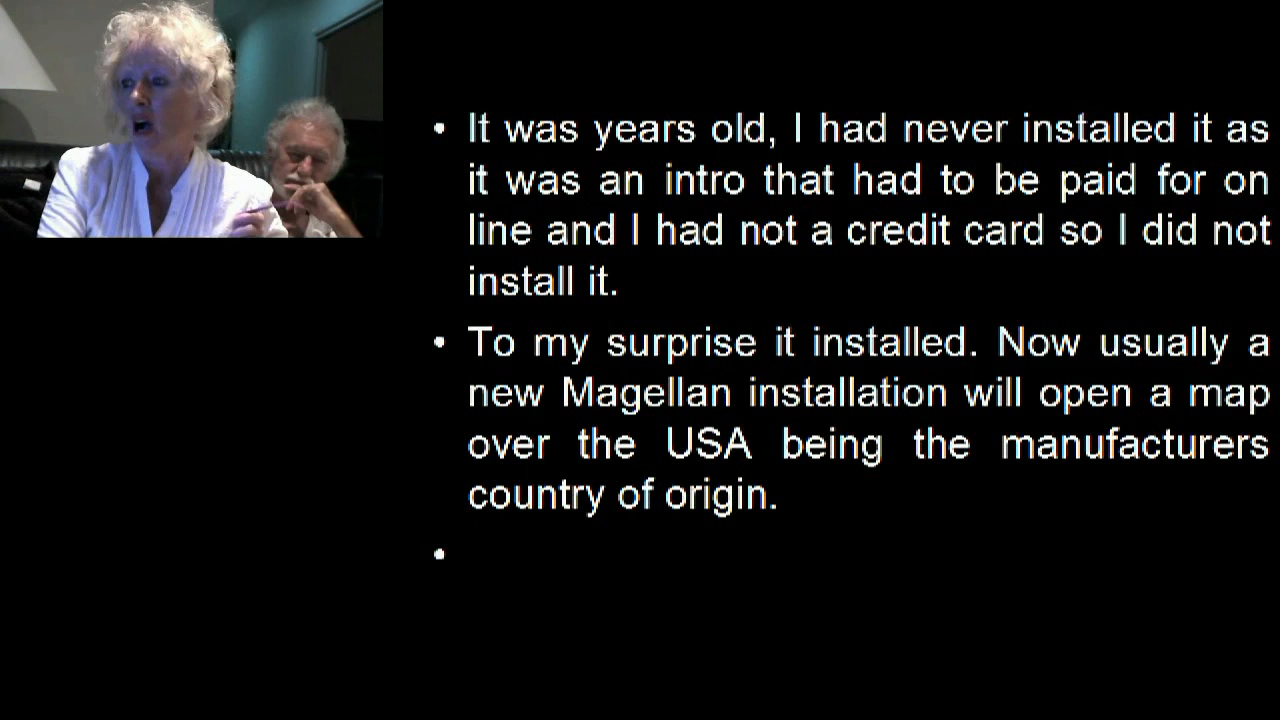 • It was years old, I had never installed it as
it was an intro that had to be paid for on
line and I had not a credit card so I did not
install it.
• To my surprise it installed. Now usually a
new Magellan installation will open a map
over the USA being the manufacturers
country of origin.
•